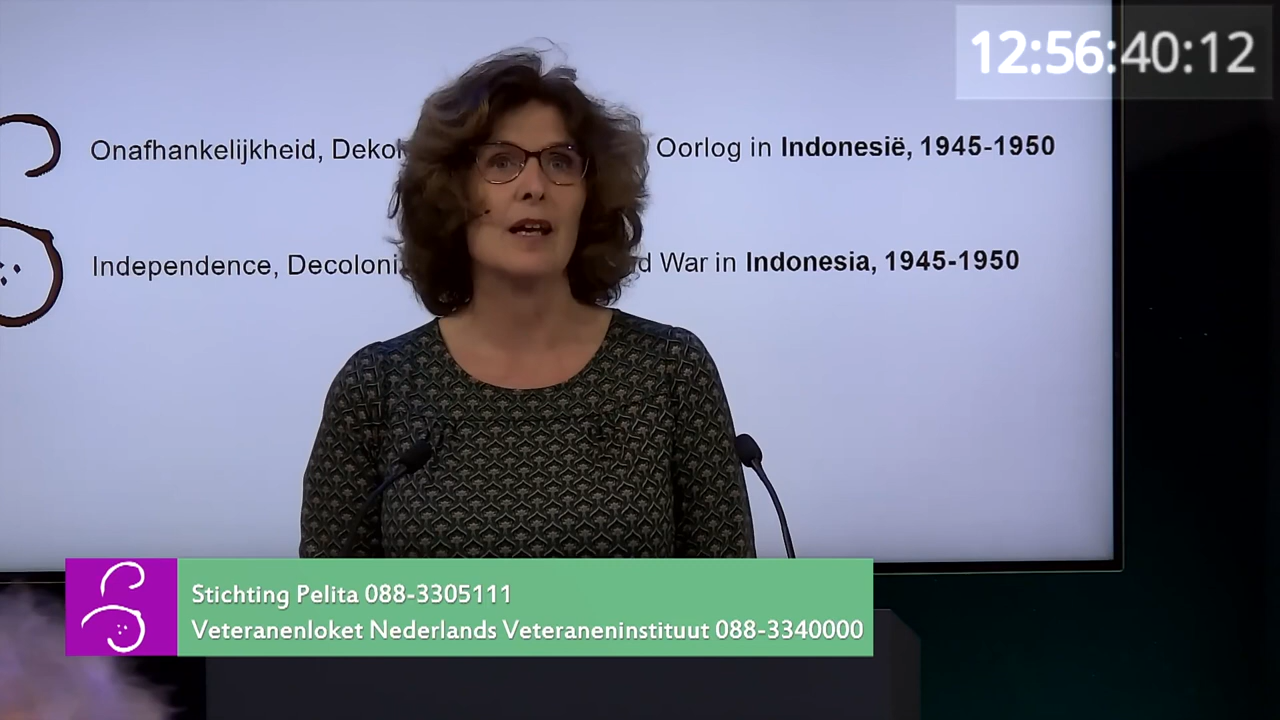 12:56:40:12
Onafhankelijkheid, Dekol Oorlog in Indonesië, 1945-1950
Independence, Decoloni d War in Indonesia, 1945-1950
Stichting Pelita 088-3305111
Veteranenloket Nederlands Veteraneninstituut 088-3340000